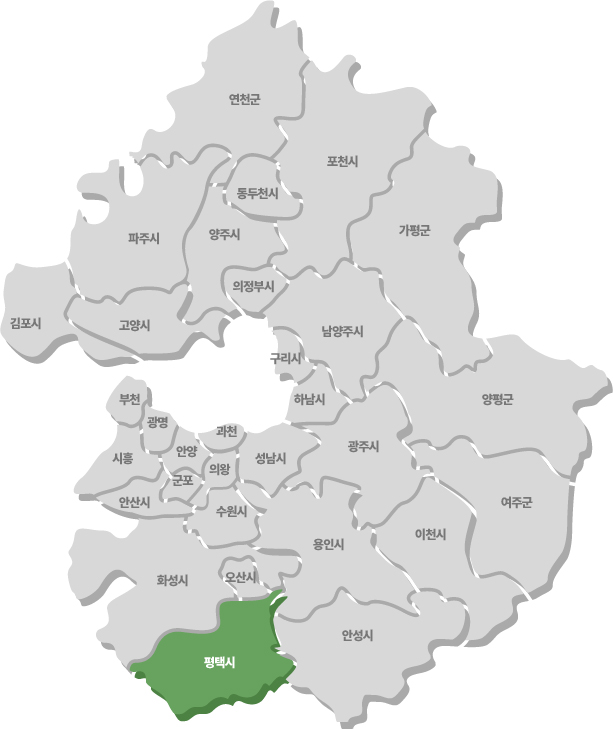 연천군
포천시
동두천시
가평군
양주시
파주시
의정부시
김포시
고양시
남양주시
구리시
양평군
부천
하남시
광명
과천
안양
광주시
시흥
성남시
의왕
군포
안산시
여주군
수원시
이천시
용인시
화성시
오산시
안성시
평택시